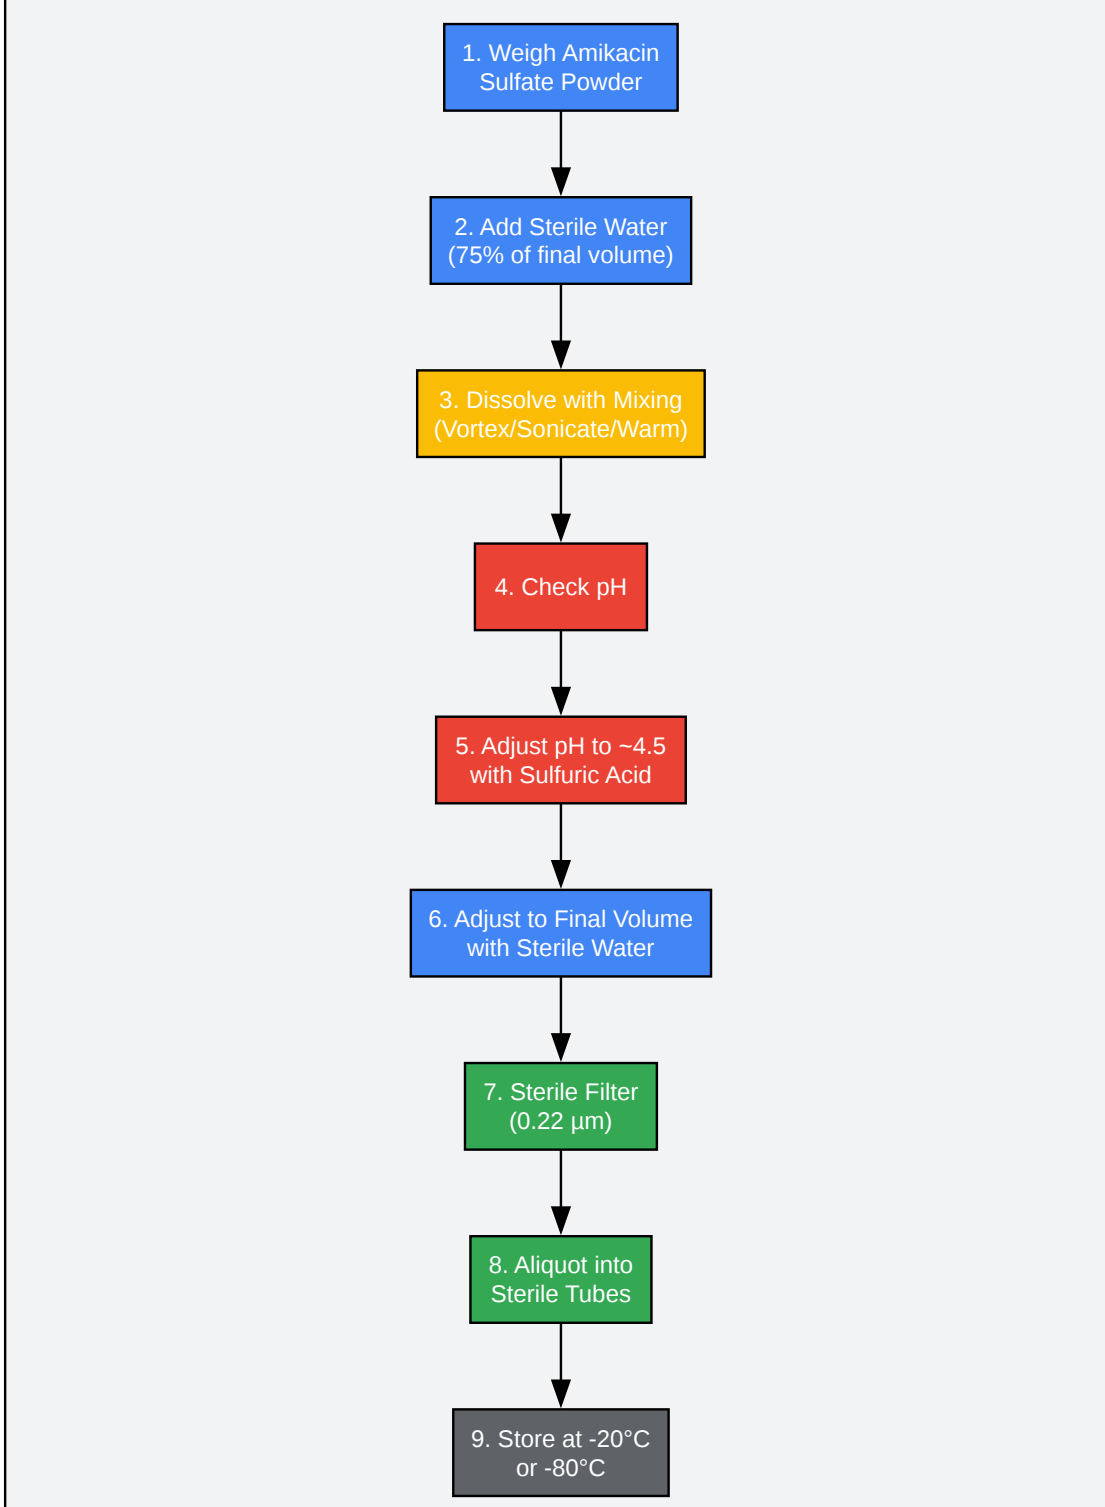 1. Weigh Amikacin
Sulfate Powder
2. Add Sterile Water
(75% of final volume)
3. Dissolve with Mixing
(Vortex/Sonicate/Warm)
4. Check pH
5. Adjust pH to ~4.5
with Sulfuric Acid
6. Adjust to Final Volume
with Sterile Water
7. Sterile Filter
(0.22 µm)
8. Aliquot into
Sterile Tubes
9. Store at -20°C
or -80°C